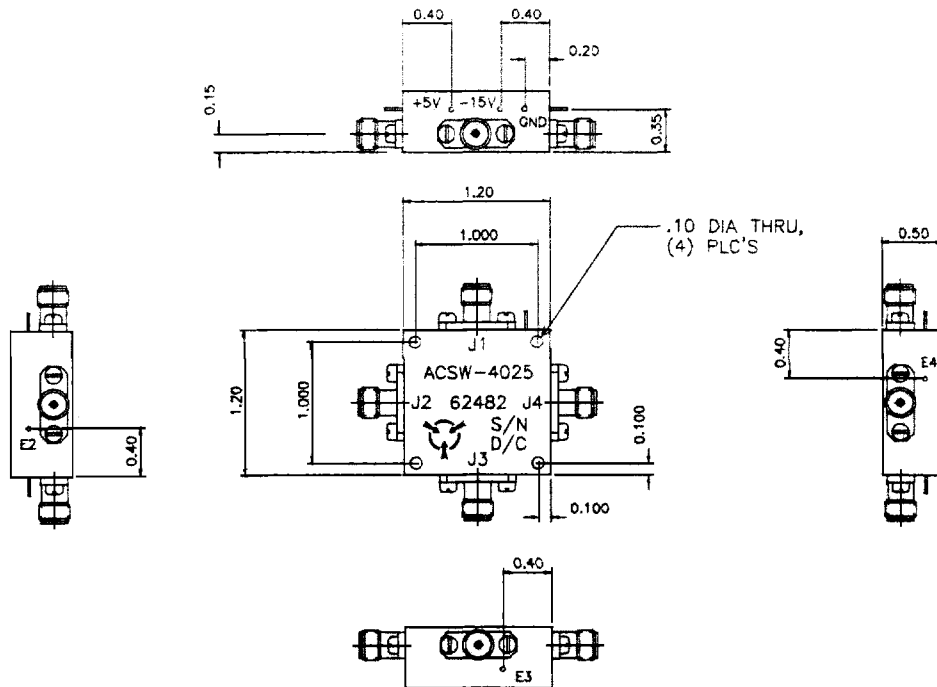 0.40
0.40
0.20
0.15
+5V
-15V
GND
0.35
1.20
1.000
.10 DIA THRU,
(4) PLC'S
0.50
J1
ACSW-4025
J2 62482 J4
S/N
D/C
J3
1.20
1.000
0.100
0.100
E2
0.40
0.40
E4
0.40
E3